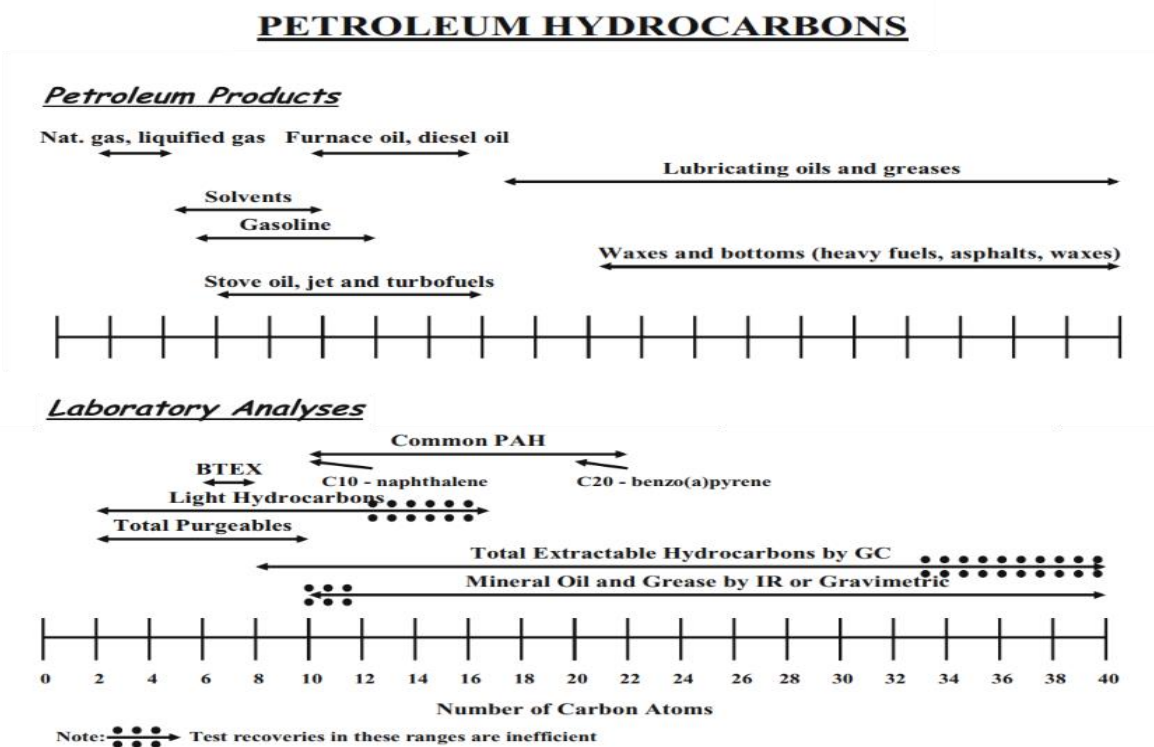 PETROLEUM HYDROCARBONS
Petroleum Products
Nat. gas, liquified gas Furnace oil, diesel oil
Lubricating oils and greases
Solvents
Gasoline
Waxes and bottoms (heavy fuels, asphalts, waxes)
Stove oil, jet and turbofuels
Laboratory Analyses
Common PAH
BTEX
C10 - naphthalene C20 - benzo(a)pyrene
Light Hydrocarbons
Total Purgeables
Total Extractable Hydrocarbons by GC
Mineral Oil and Grease by IR or Gravimetric
0 2 4 6 8 10 12 14 16 18 20 22 24 26 28 30 32 34 36 38 40
Number of Carbon Atoms
Note: Test recoveries in these ranges are inefficient